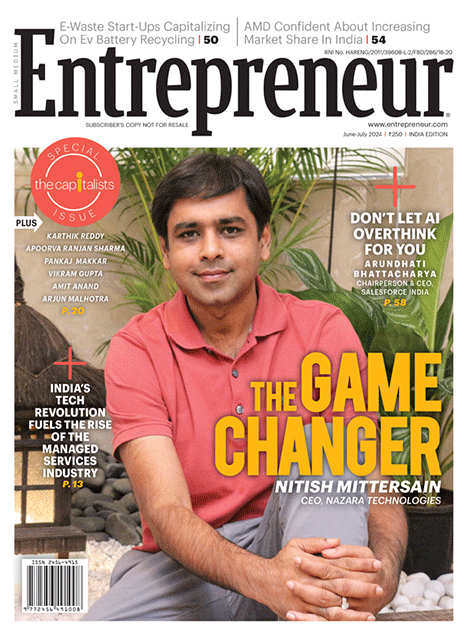 E-Waste Start-Ups Capitalizing
On Ev Battery Recycling | 50
AMD Confident About Increasing
Market Share In India | 54
RNI No. HARENG/2011/39608-L-2/FBD/286/18-20
SMALL MEDIUM
Entrepreneur®
SUBSCRIBER'S COPY NOT FOR RESALE
www.entrepreneur.com
June-July 2024 | ₹250 | INDIA EDITION
SPECIAL
the capitalists
ISSUE
PLUS
KARTHIK REDDY
APOORVA RANJAN SHARMA
PANKAJ MAKKAR
VIKRAM GUPTA
AMIT ANAND
ARJUN MALHOTRA
P. 20
+
DON'T LET AI
OVERTHINK
FOR YOU
ARUNDHATI
BHATTACHARYA
CHAIRPERSON & CEO,
SALESFORCE INDIA
P. 58
+
INDIA'S
TECH
REVOLUTION
FUELS THE RISE
OF THE
MANAGED
SERVICES
INDUSTRY
P. 13
THE GAME
CHANGER
NITISH MITTERSAIN
CEO, NAZARA TECHNOLOGIES
ISSN 2456-4915
9 772456 491008